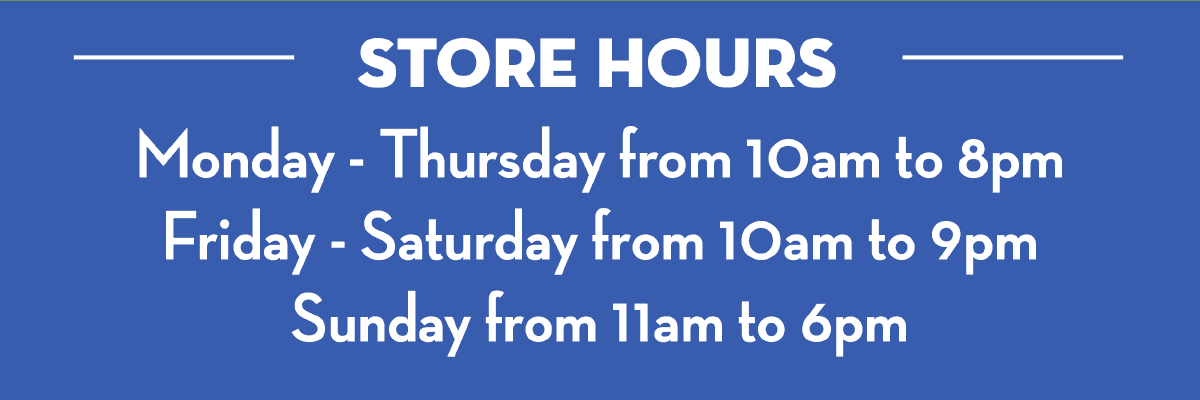 STORE HOURS
Monday - Thursday from 10am to 8pm
Friday - Saturday from 10am to 9pm
Sunday from 11am to 6pm